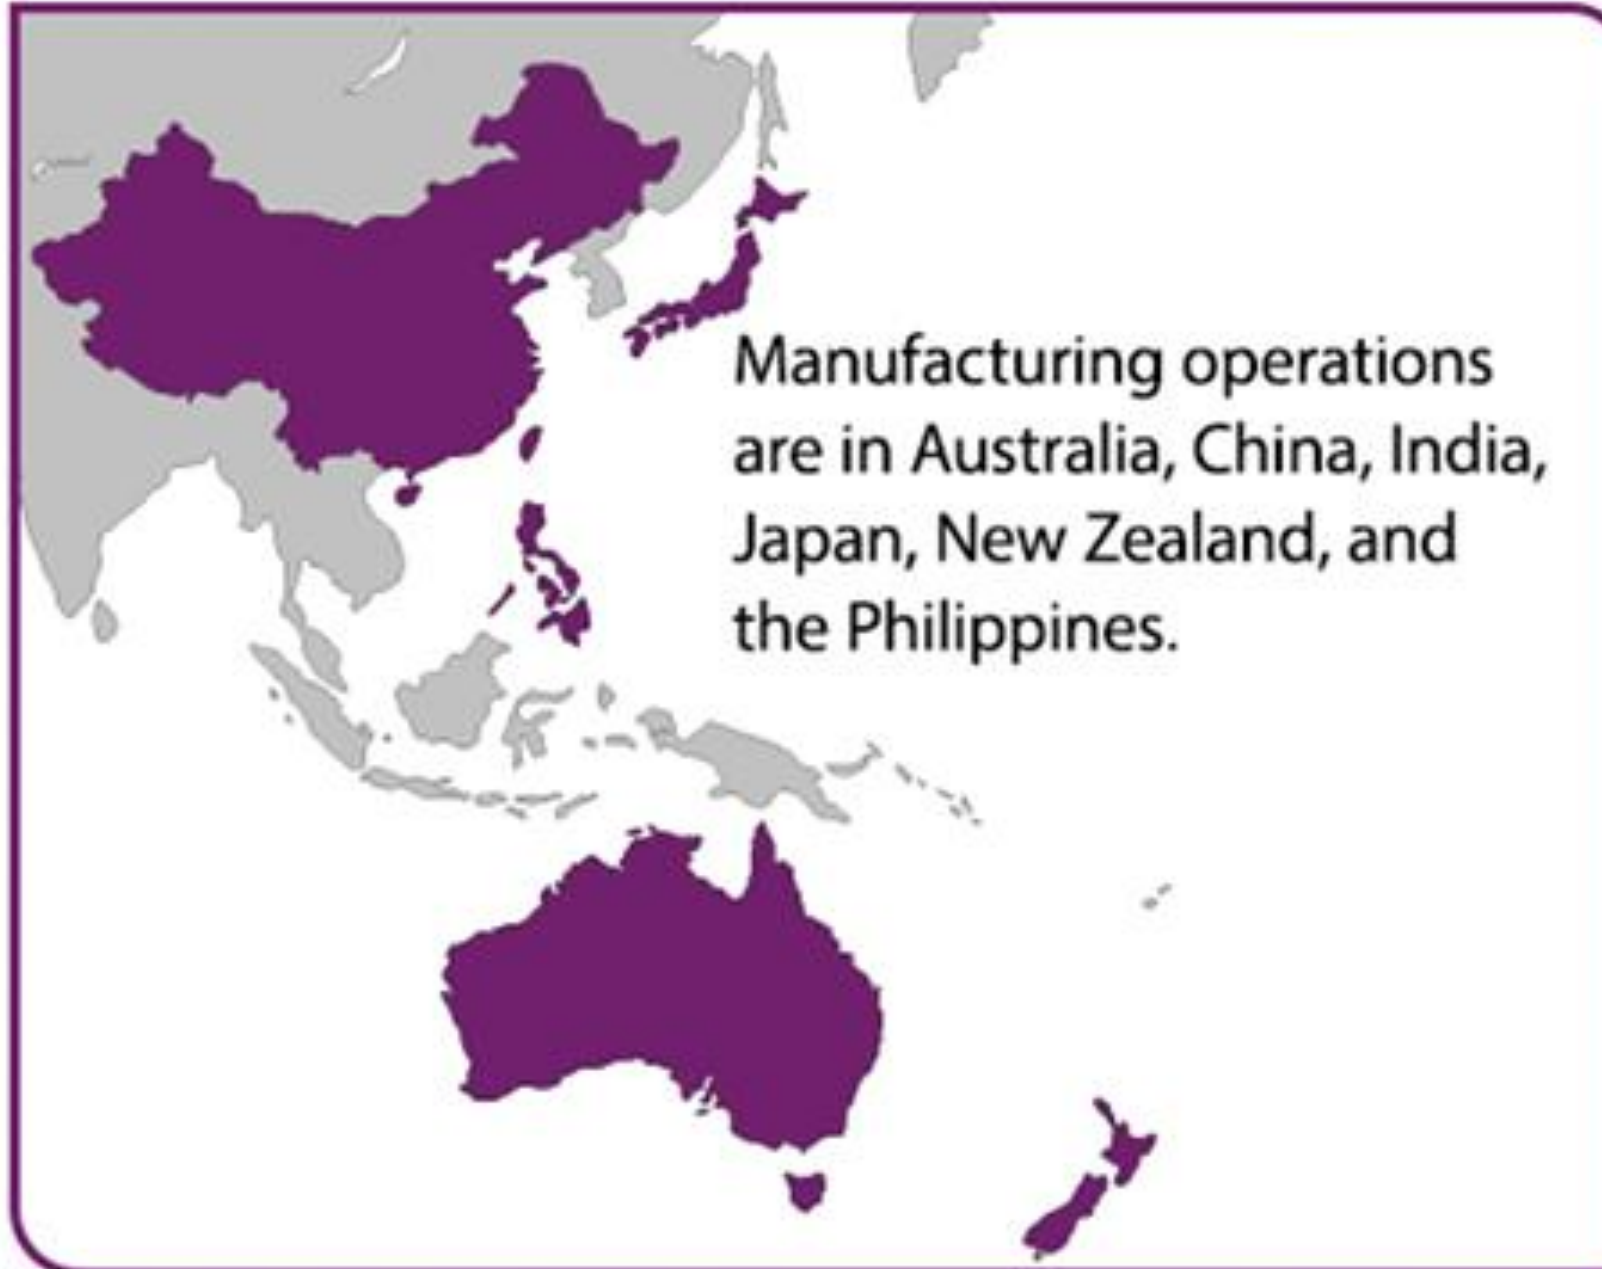 Manufacturing operations
are in Australia, China, India,
Japan, New Zealand, and
the Philippines.